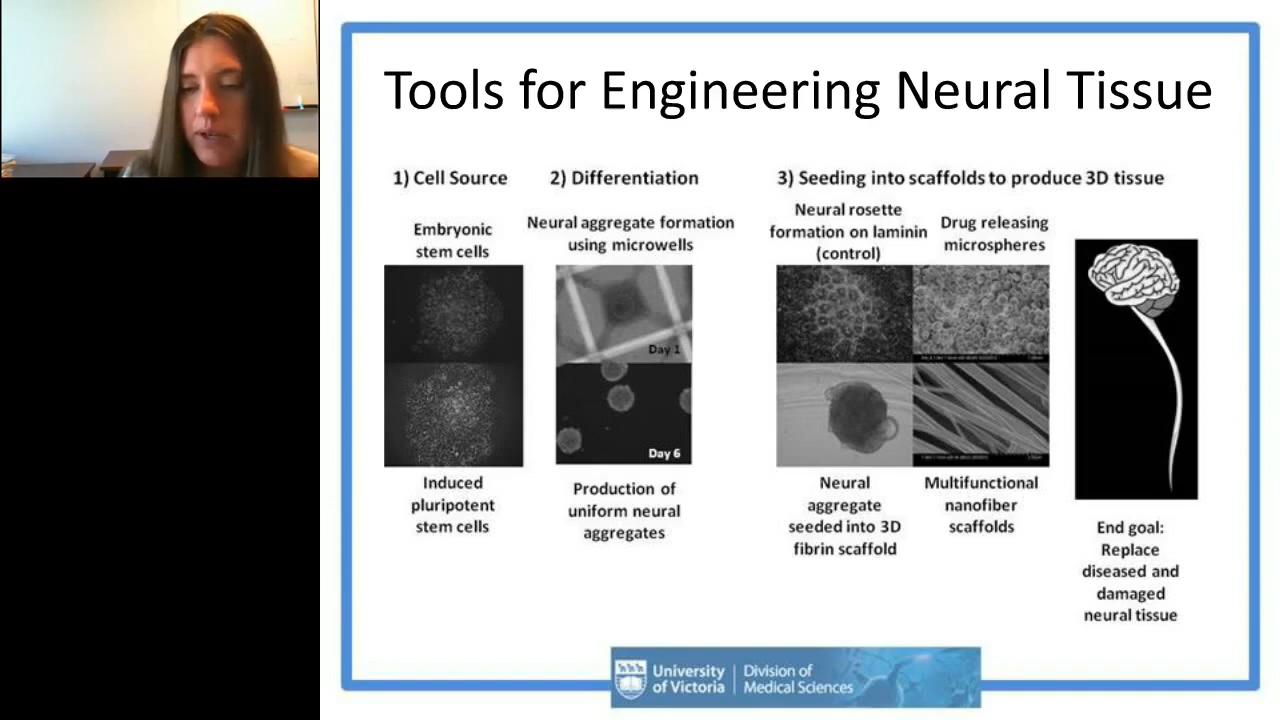 Tools for Engineering Neural Tissue
1) Cell Source
2) Differentiation
3) Seeding into scaffolds to produce 3D tissue
Embryonic
stem cells
Induced
pluripotent
stem cells
Neural aggregate formation
using microwells
Day 1
Day 6
Production of
uniform neural
aggregates
Neural rosette
formation on laminin
(control)
Drug releasing
microspheres
Neural
aggregate
seeded into 3D
fibrin scaffold
Multifunctional
nanofiber
scaffolds
End goal:
Replace
diseased and
damaged
neural tissue
University
of Victoria
Division of
Medical Sciences